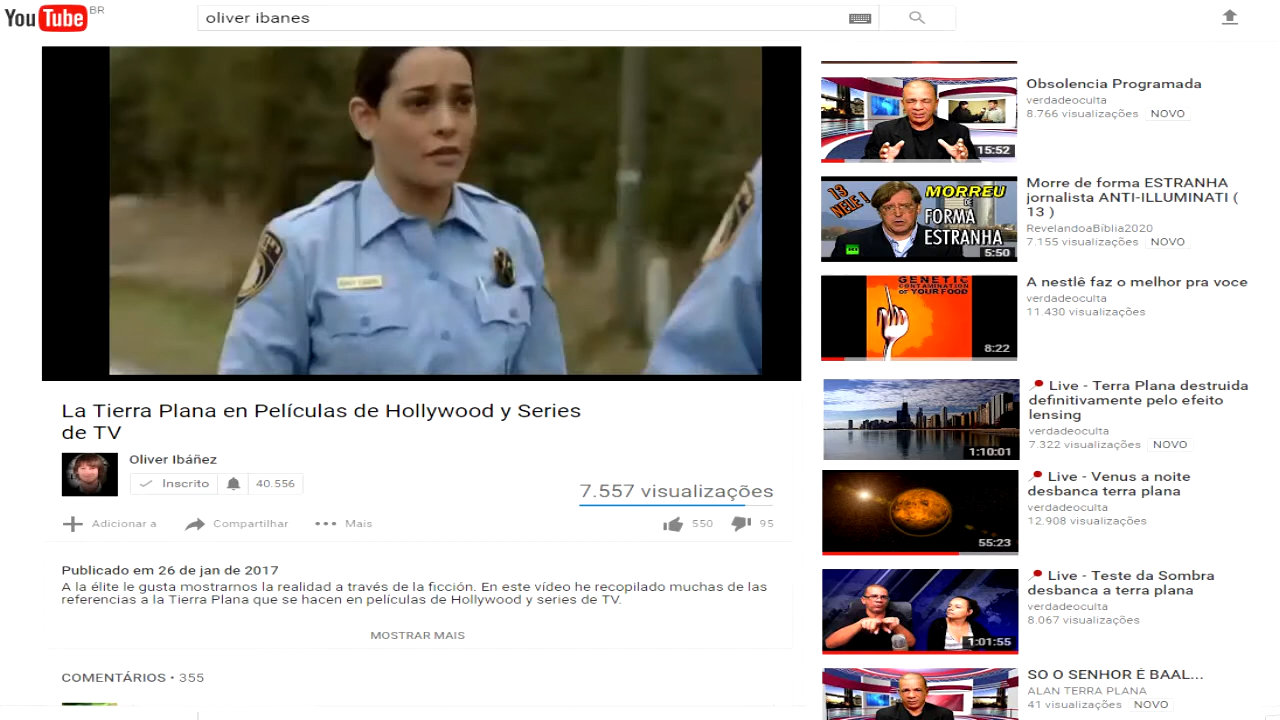 YouTube BR
oliver ibanes
La Tierra Plana en Películas de Hollywood y Series
de TV
Oliver Ibáñez
Inscrito 40.556
7.557 visualizações
Adicionar a Compartilhar Mais 550 95
Publicado em 26 de jan de 2017
A la élite le gusta mostrarnos la realidad a través de la ficción. En este vídeo he recopilado muchas de las
referencias a la Tierra Plana que se hacen en películas de Hollywood y series de TV.
MOSTRAR MAIS
COMENTÁRIOS • 355
15:52
Obsolencia Programada
verdadeoculta
8.766 visualizações NOVO
13
NELE !
MORREU
DE
FORMA
ESTRANHA
5:50
Morre de forma ESTRANHA
jornalista ANTI-ILLUMINATI (
13 )
RevelandoaBíblia2020
7.155 visualizações NOVO
GENETIC
CONTAMINATION
OF YOUR FOOD
8:22
A nestlê faz o melhor pra voce
verdadeoculta
11.430 visualizações
1:10:01
Live - Terra Plana destruida
definitivamente pelo efeito
lensing
verdadeoculta
7.322 visualizações NOVO
55:23
Live - Venus a noite
desbanca terra plana
verdadeoculta
12.908 visualizações
1:01:55
Live - Teste da Sombra
desbanca a terra plana
verdadeoculta
8.067 visualizações
SO O SENHOR É BAAL...
ALAN TERRA PLANA
41 visualizações NOVO